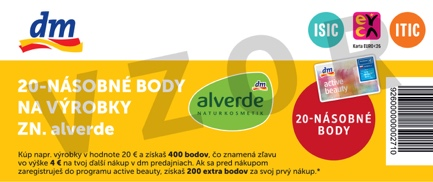 dm
ISIC
EYCA
ITIC
Karta EURO<26
VZOR
20-NÁSOBNÉ BODY
NA VÝROBKY
ZN. alverde
dm
alverde
NATURKOSMETIK
dm
active
beauty
20-NÁSOBNÉ
BODY
Kúp napr. výrobky v hodnote 20 € a získaš 400 bodov, čo znamená zľavu
vo výške 4 € na tvoj ďalší nákup v dm predajniach. Ak sa pred nákupom
zaregistruješ do programu active beauty, získaš 200 extra bodov za svoj prvý nákup.*